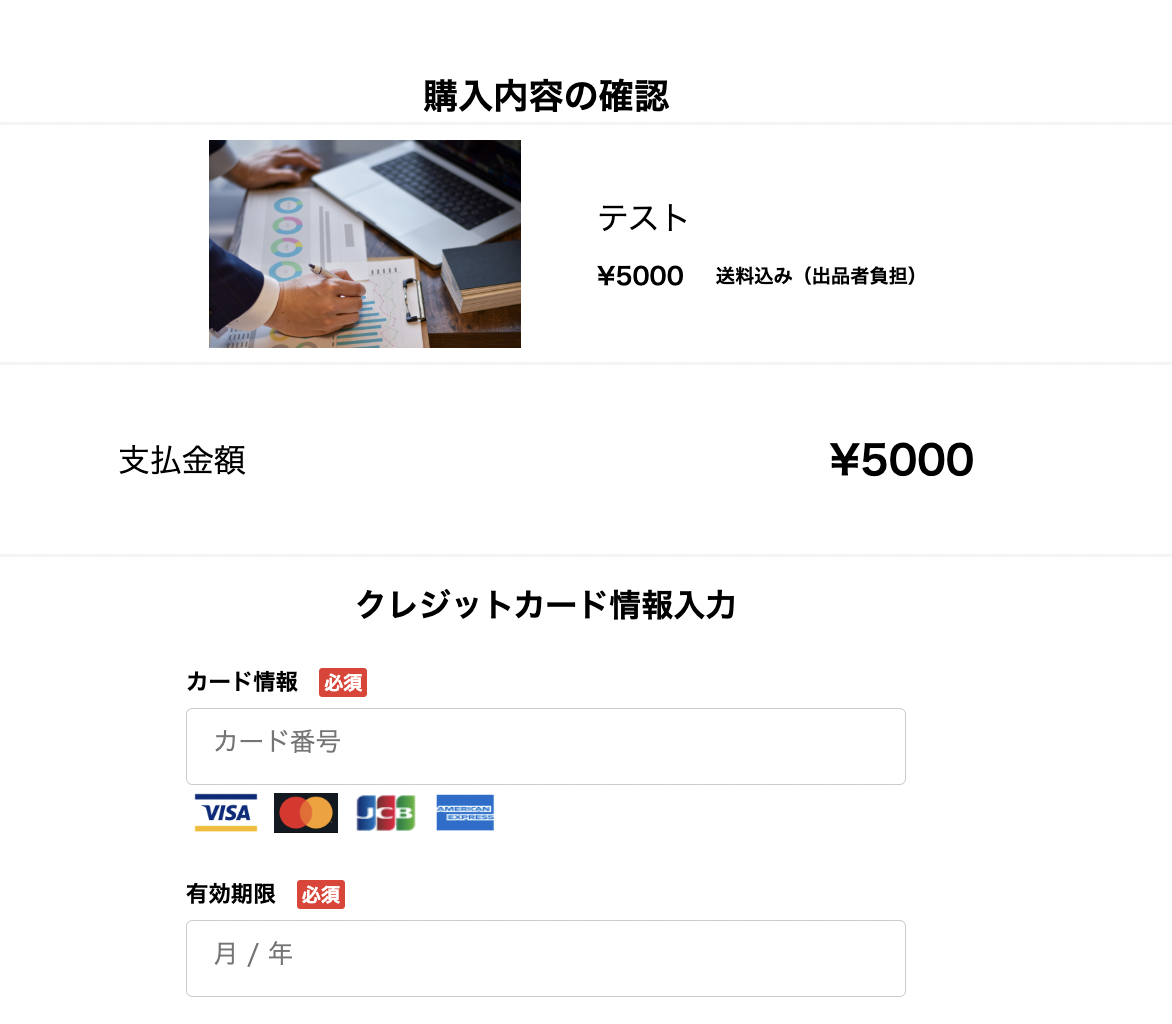 購入内容の確認
テスト
¥5000 送料込み（出品者負担）
支払金額 ¥5000
クレジットカード情報入力
カード情報 必須
カード番号
VISA JCB AMERICAN EXPRESS
有効期限 必須
月 / 年